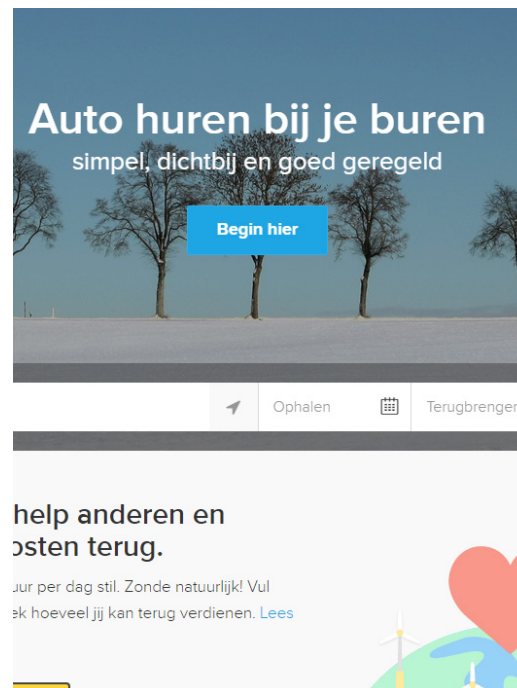 Auto huren bij je buren
simpel, dichtbij en goed geregeld
Begin hier
Ophalen
Terugbrengen
help anderen en
osten terug.
uur per dag stil. Zonde natuurlijk! Vul
ek hoeveel jij kan terug verdienen. Lees